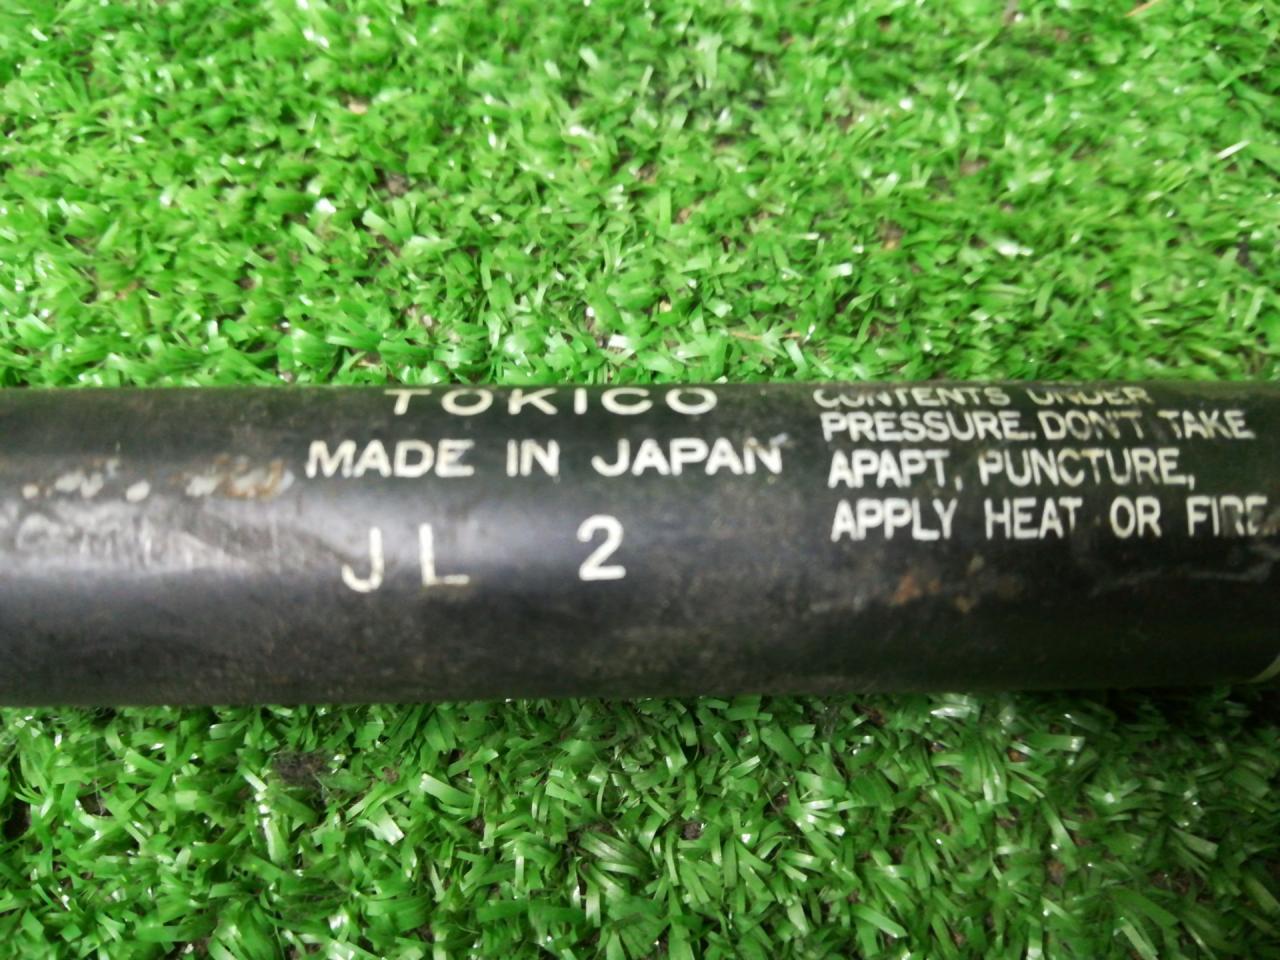 TOKICO
MADE IN JAPAN
JL 2
CONTENTS UNDER
PRESSURE. DON'T TAKE
APAPT, PUNCTURE,
APPLY HEAT OR FIRE